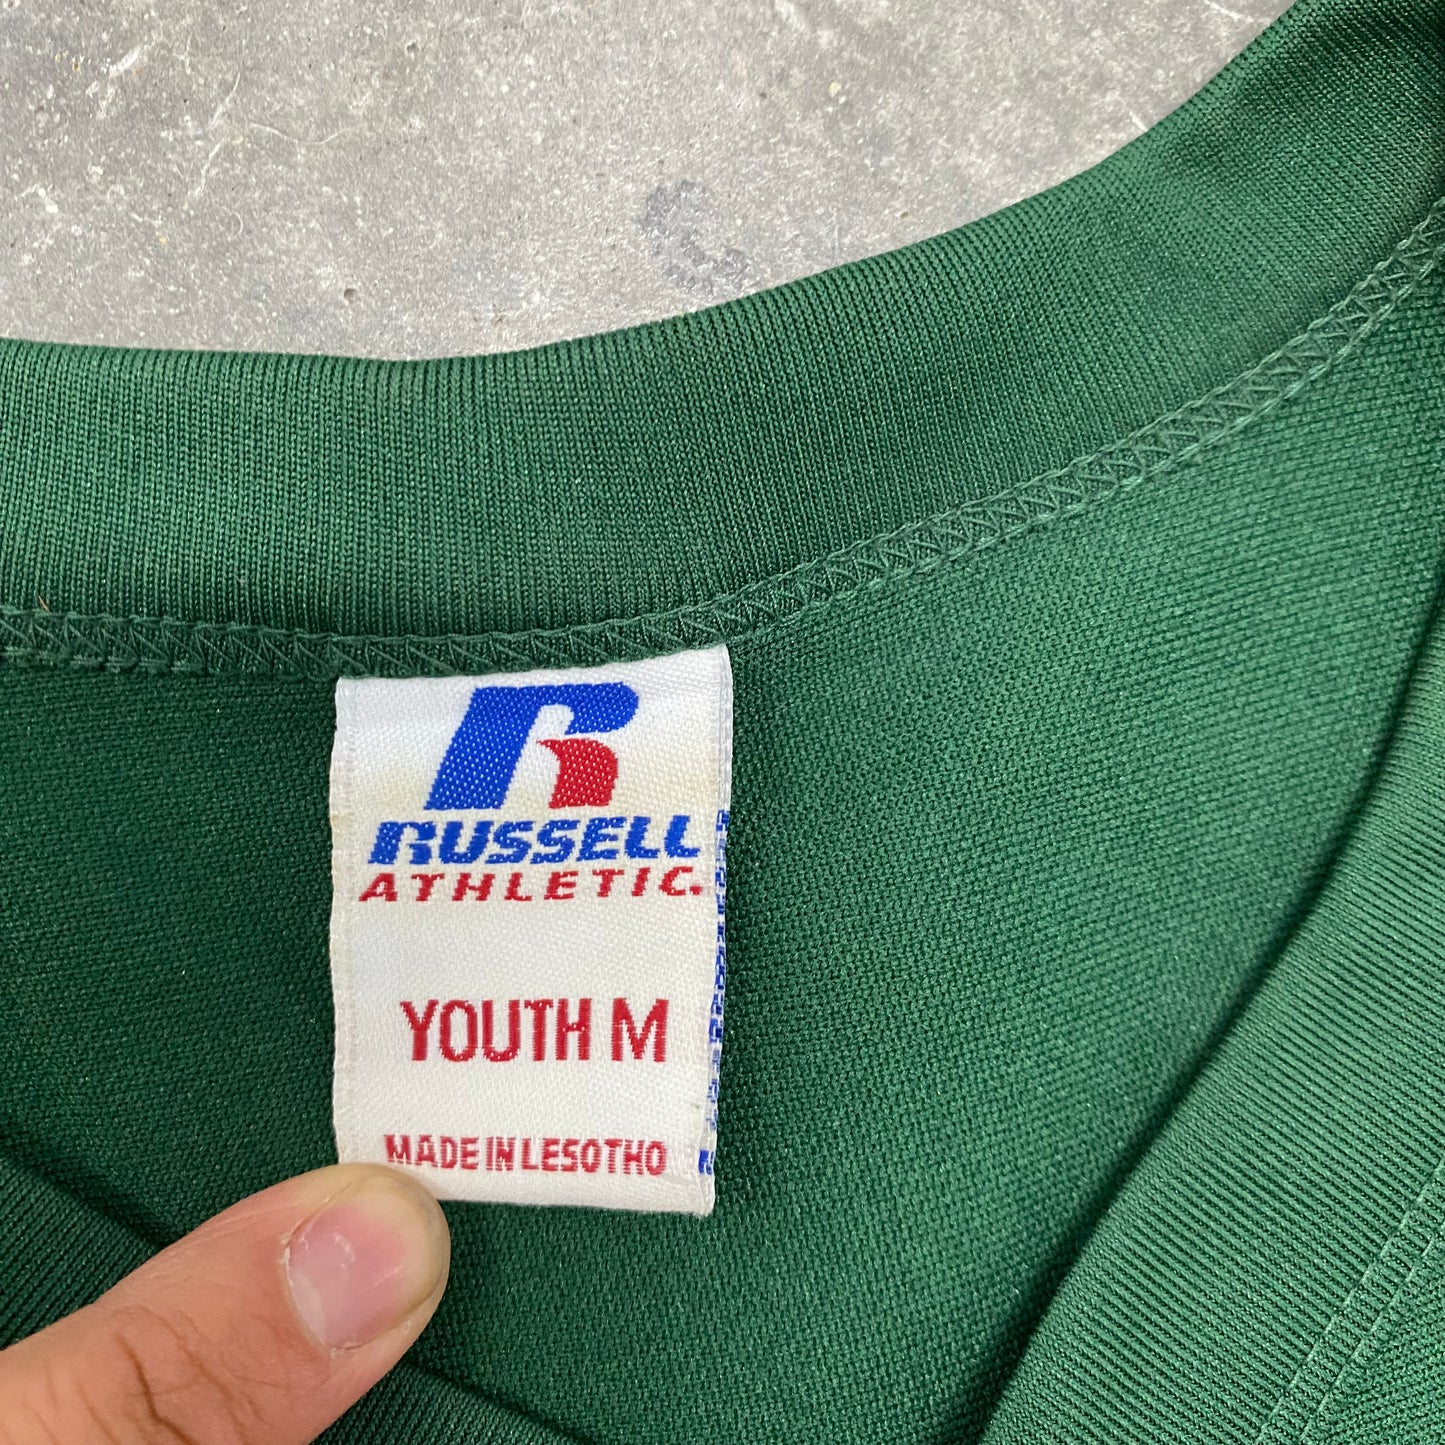 RUSSELL
ATHLETIC.
YOUTH M
MADE IN LESOTHO